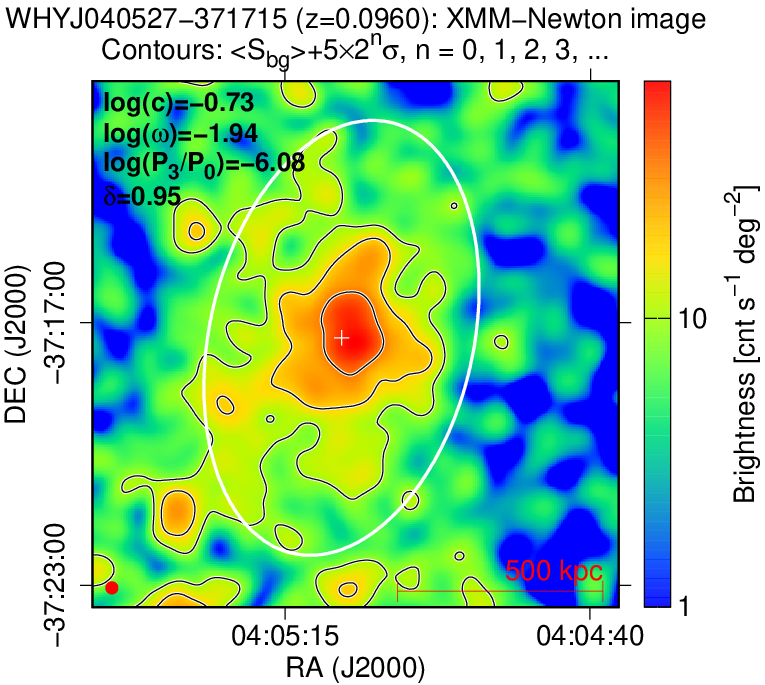 WHYJ040527−371715 (z=0.0960): XMM−Newton image
Contours: <S_bg>+5×2^nσ, n = 0, 1, 2, 3, ...
log(c)=−0.73
log(ω)=−1.94
log(P_3/P_0)=−6.08
δ=0.95
DEC (J2000)
−37:17:00
−37:23:00
500 kpc
04:05:15
04:04:40
RA (J2000)
10
1
Brightness [cnt s^−1 deg^−2]